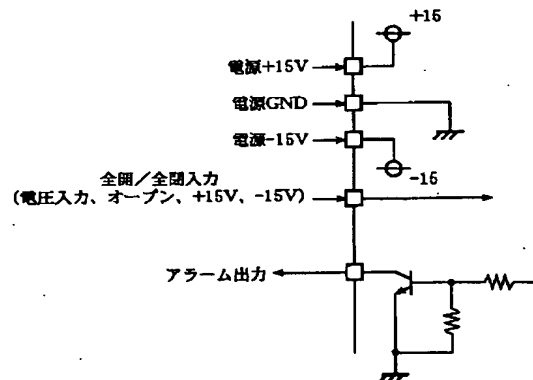 +15
電源+15V
電源GND
電源-15V
-15
全開/全閉入力
(電圧入力、オープン、+15V、-15V)
アラーム出力